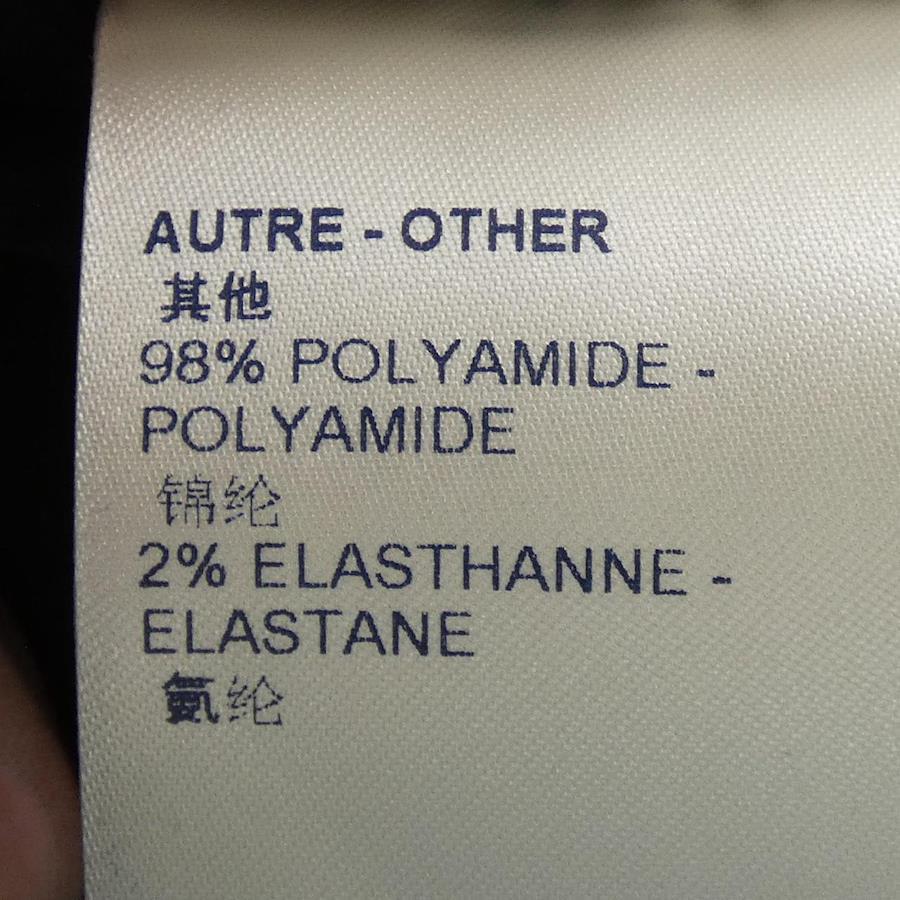 AUTRE - OTHER
其他
98% POLYAMIDE -
POLYAMIDE
锦纶
2% ELASTHANNE -
ELASTANE
氨纶